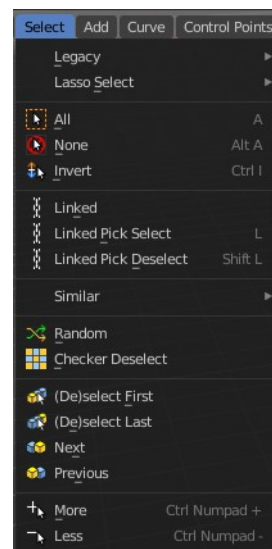 Select Add Curve Control Points
Legacy
Lasso Select
All A
None Alt A
Invert Ctrl I
Linked
Linked Pick Select L
Linked Pick Deselect Shift L
Similar
Random
Checker Deselect
(De)select First
(De)select Last
Next
Previous
More Ctrl Numpad +
Less Ctrl Numpad -